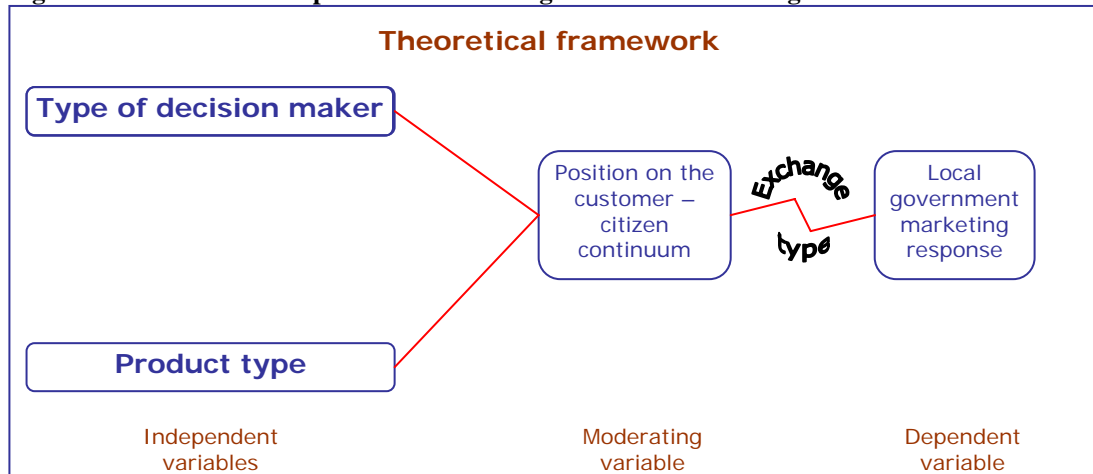 Theoretical framework
Type of decision maker
Position on the
customer –
citizen
continuum
Exchange
type
Local
government
marketing
response
Product type
Independent
variables
Moderating
variable
Dependent
variable